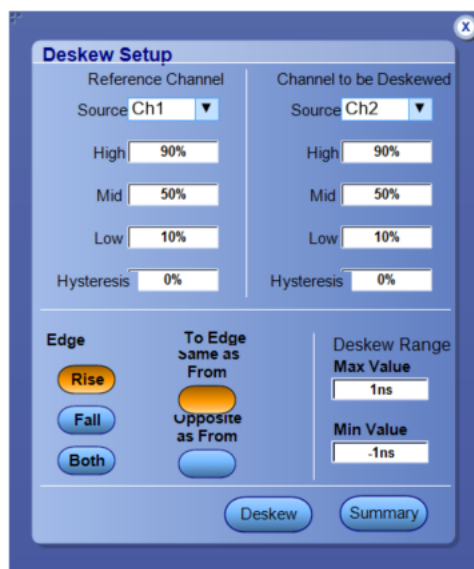 X
Deskew Setup
Reference Channel
Source Ch1
High 90%
Mid 50%
Low 10%
Hysteresis 0%
Channel to be Deskewed
Source Ch2
High 90%
Mid 50%
Low 10%
Hysteresis 0%
Edge
Rise
Fall
Both
To Edge
Same as
From
Opposite
as From
Deskew Range
Max Value
1ns
Min Value
-1ns
Deskew
Summary